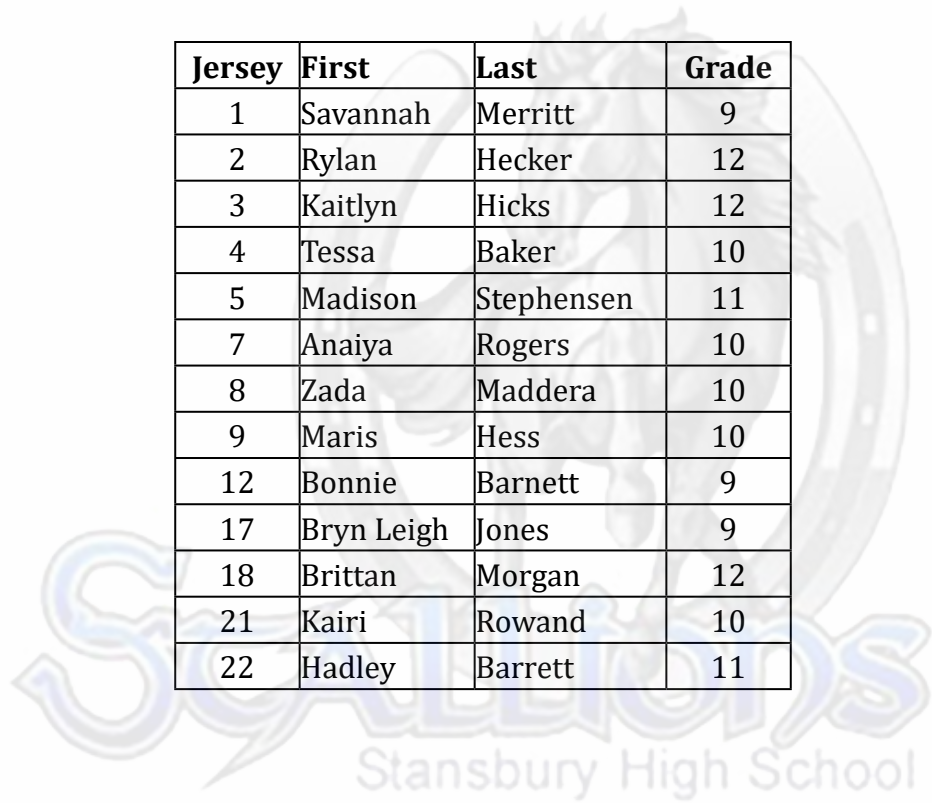 Jersey First Last Grade
1 Savannah Merritt 9
2 Rylan Hecker 12
3 Kaitlyn Hicks 12
4 Tessa Baker 10
5 Madison Stephensen 11
7 Anaiya Rogers 10
8 Zada Maddera 10
9 Maris Hess 10
12 Bonnie Barnett 9
17 Bryn Leigh Jones 9
18 Brittan Morgan 12
21 Kairi Rowand 10
22 Hadley Barrett 11
Scallions
Stansbury High School